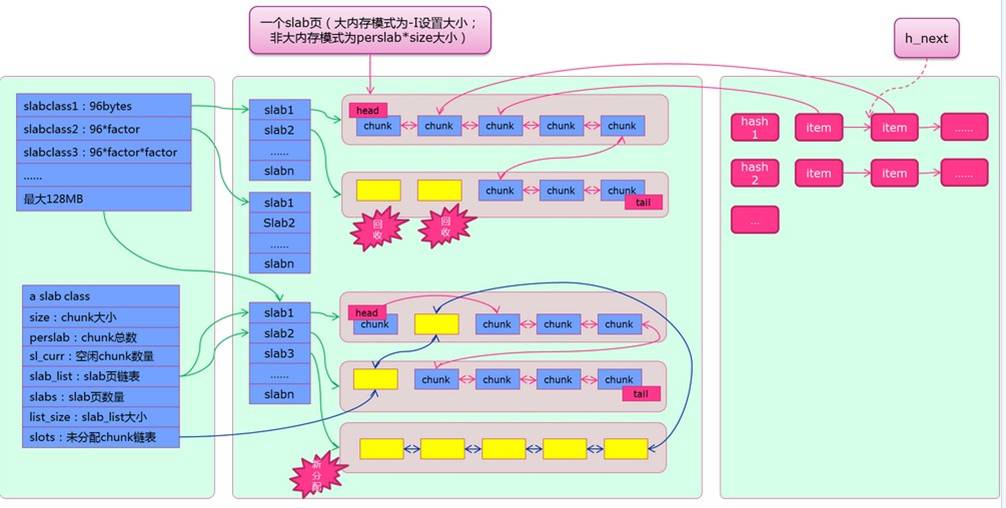 一个slab页（大内存模式为-I设置大小；
非大内存模式为perslab*size大小）
h_next
slabclass1：96bytes
slabclass2：96*factor
slabclass3：96*factor*factor
......
最大128MB
a slab class
size：chunk大小
perslab：chunk总数
sl_curr：空闲chunk数量
slab_list：slab页链表
slabs：slab页数量
list_size：slab_list大小
slots：未分配chunk链表
slab1
slab2
......
slabn
slab1
Slab2
......
slabn
slab1
slab2
slab3
......
slabn
head
chunk chunk chunk chunk chunk
chunk chunk chunk
tail
回
收
回
收
head
chunk chunk chunk chunk
chunk chunk chunk chunk
tail
新
分
配
hash
1
item item ......
hash
2
item item ......
...